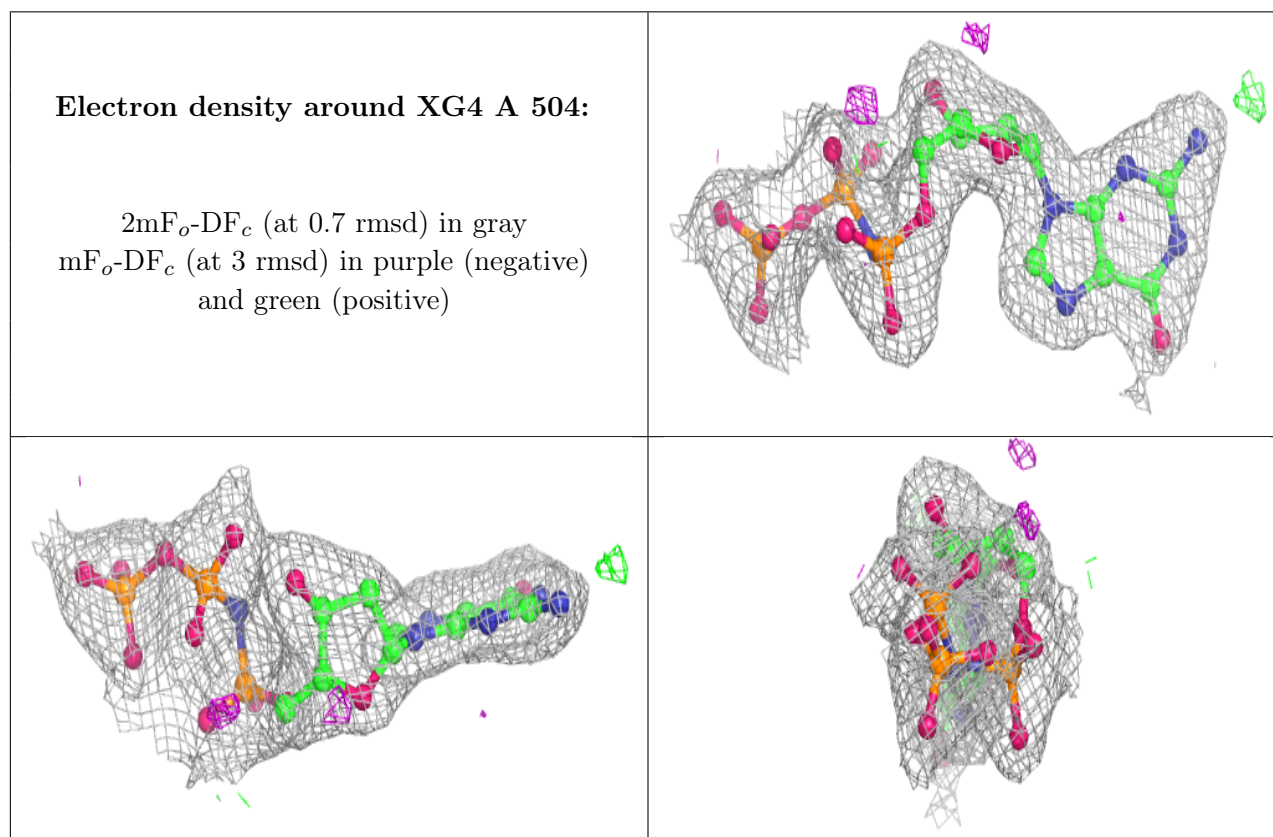 Electron density around XG4 A 504:
2mFo-DFc (at 0.7 rmsd) in gray
mFo-DFc (at 3 rmsd) in purple (negative)
and green (positive)